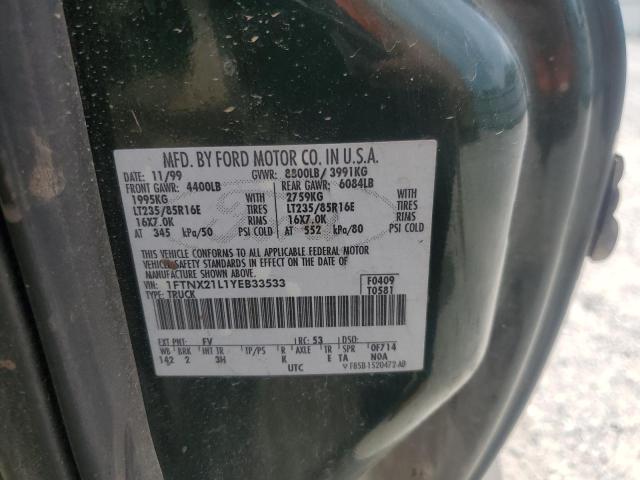 MFD. BY FORD MOTOR CO. IN U.S.A.
DATE: 11/99 GVWR: 8800LB/ 3991KG
FRONT GAWR: 4400LB REAR GAWR: 6084LB
1995KG WITH 2759KG WITH
LT235/85R16E TIRES LT235/85R16E TIRES
16X7.0K RIMS 16X7.0K RIMS
AT 345 kPa/50 PSI COLD AT 552 kPa/80 PSI COLD
THIS VEHICLE CONFORMS TO ALL APPLICABLE FEDERAL MOTOR
VEHICLE SAFETY STANDARDS IN EFFECT ON THE DATE OF
MANUFACTURE SHOWN ABOVE.
VIN: 1FTNX21L1YEB33533 F0409
TYPE: TRUCK T0581
EXT PNT: FV RC: 53 DSO:
WB BRK INT TR TP/PS R AXLE TR SPR 0F714
142 2 3H K E TA N0A
UTC ▽ F85B-1520472-AB